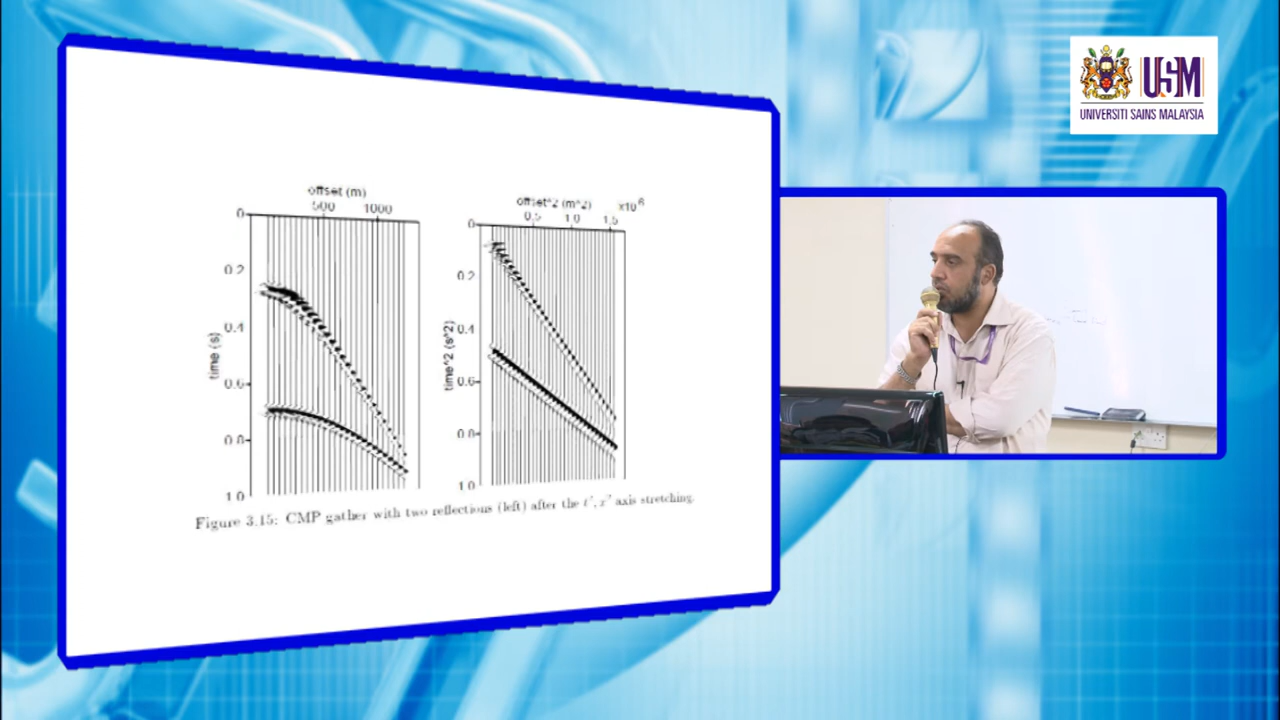 offset (m)
500 1000
0
0.2
0.4
0.6
0.8
1.0
time (s)
offset^2 (m^2) x10^6
0.5 1.0 1.5
0
0.2
0.4
0.6
0.8
1.0
time^2 (s^2)
Figure 3.15: CMP gather with two reflections (left) after the t², x² axis stretching.
USM
UNIVERSITI SAINS MALAYSIA